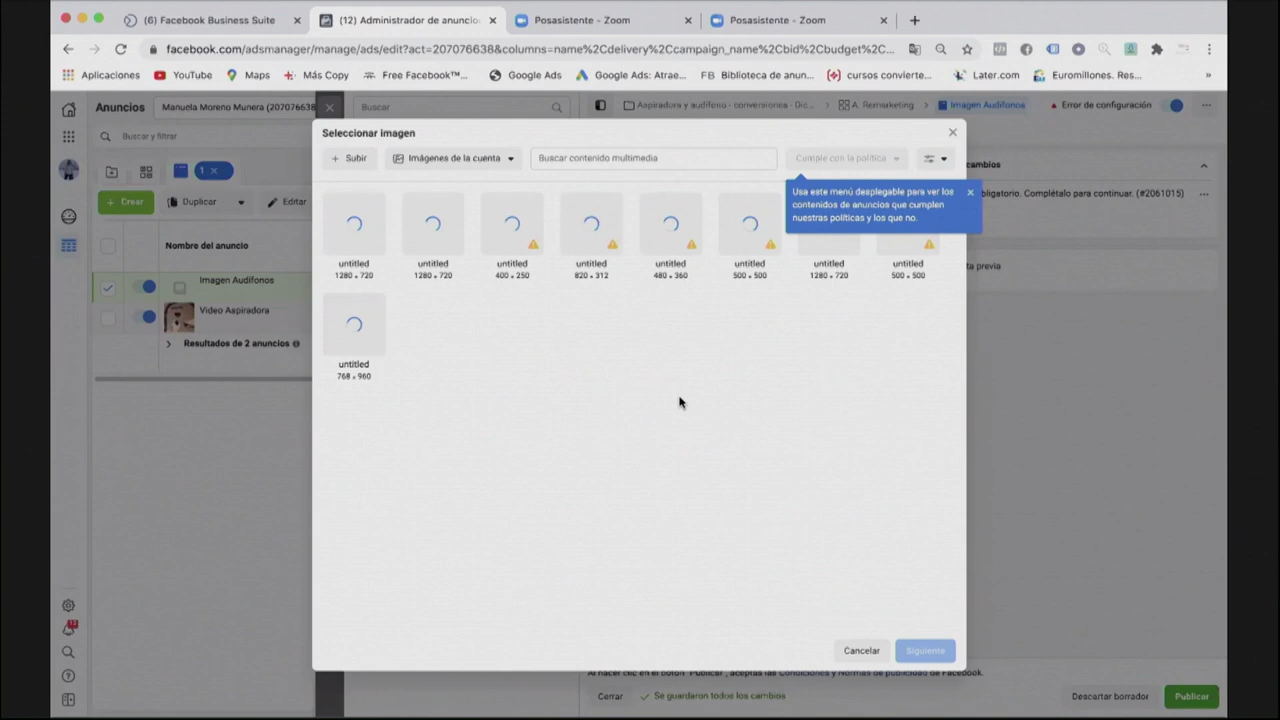 (6) Facebook Business Suite
(12) Administrador de anuncios
Posasistente - Zoom
Posasistente - Zoom
facebook.com/adsmanager/manage/ads/edit?act=207076638&columns=name%2Cdelivery%2Ccampaign_name%2Cbid%2Cbudget%2C...
Aplicaciones
YouTube
Maps
Más Copy
Free Facebook™...
Google Ads
Google Ads: Atrae...
FB Biblioteca de anun...
cursos convierte...
Later.com
Euromillones. Res...
»
Anuncios
Manuela Moreno Munera (207076638
Buscar
Aspiradora y audífono - conversiones - Dic...
A. Remarketing
Imagen Audífonos
Error de configuración
Buscar y filtrar
Seleccionar imagen
+ Subir
Imágenes de la cuenta
Buscar contenido multimedia
Cumple con la política
cambios
1
Usa este menú desplegable para ver los
contenidos de anuncios que cumplen
nuestras políticas y los que no.
bligatorio. Complétalo para continuar. (#2061015)
+ Crear
Duplicar
Editar
Nombre del anuncio
untitled
1280 × 720
untitled
1280 × 720
untitled
400 × 250
untitled
820 × 312
untitled
480 × 360
untitled
500 × 500
untitled
1280 × 720
untitled
500 × 500
ta previa
Imagen Audífonos
Video Aspiradora
Resultados de 2 anuncios
untitled
768 × 960
Cancelar
Siguiente
Al hacer clic en el botón "Publicar", aceptas las Condiciones y Normas de publicidad de Facebook.
Cerrar
Se guardaron todos los cambios
Descartar borrador
Publicar